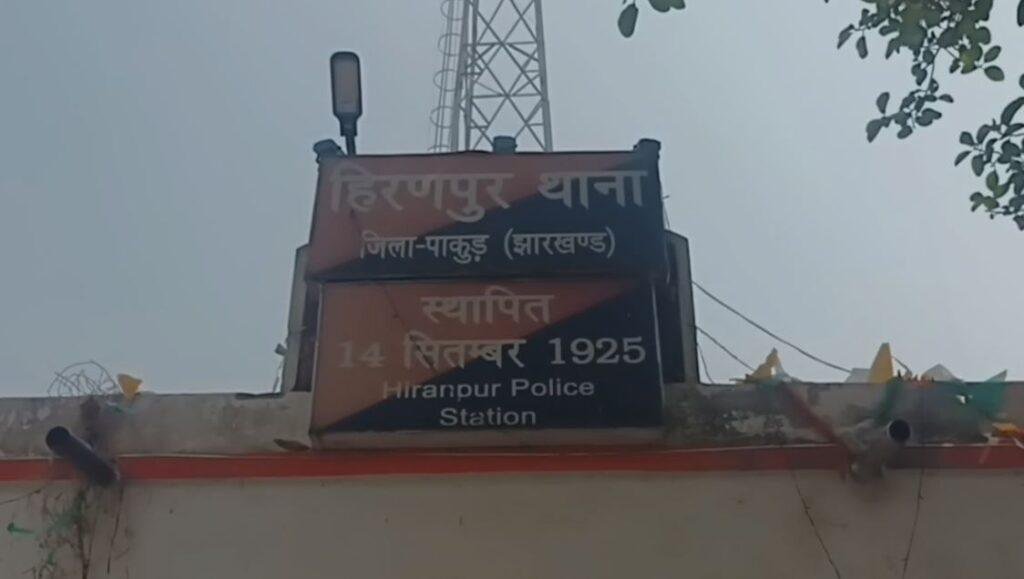 हिरणपुर थाना
जिला-पाकुड़ (झारखण्ड)
स्थापित
14 सितम्बर 1925
Hiranpur Police
Station